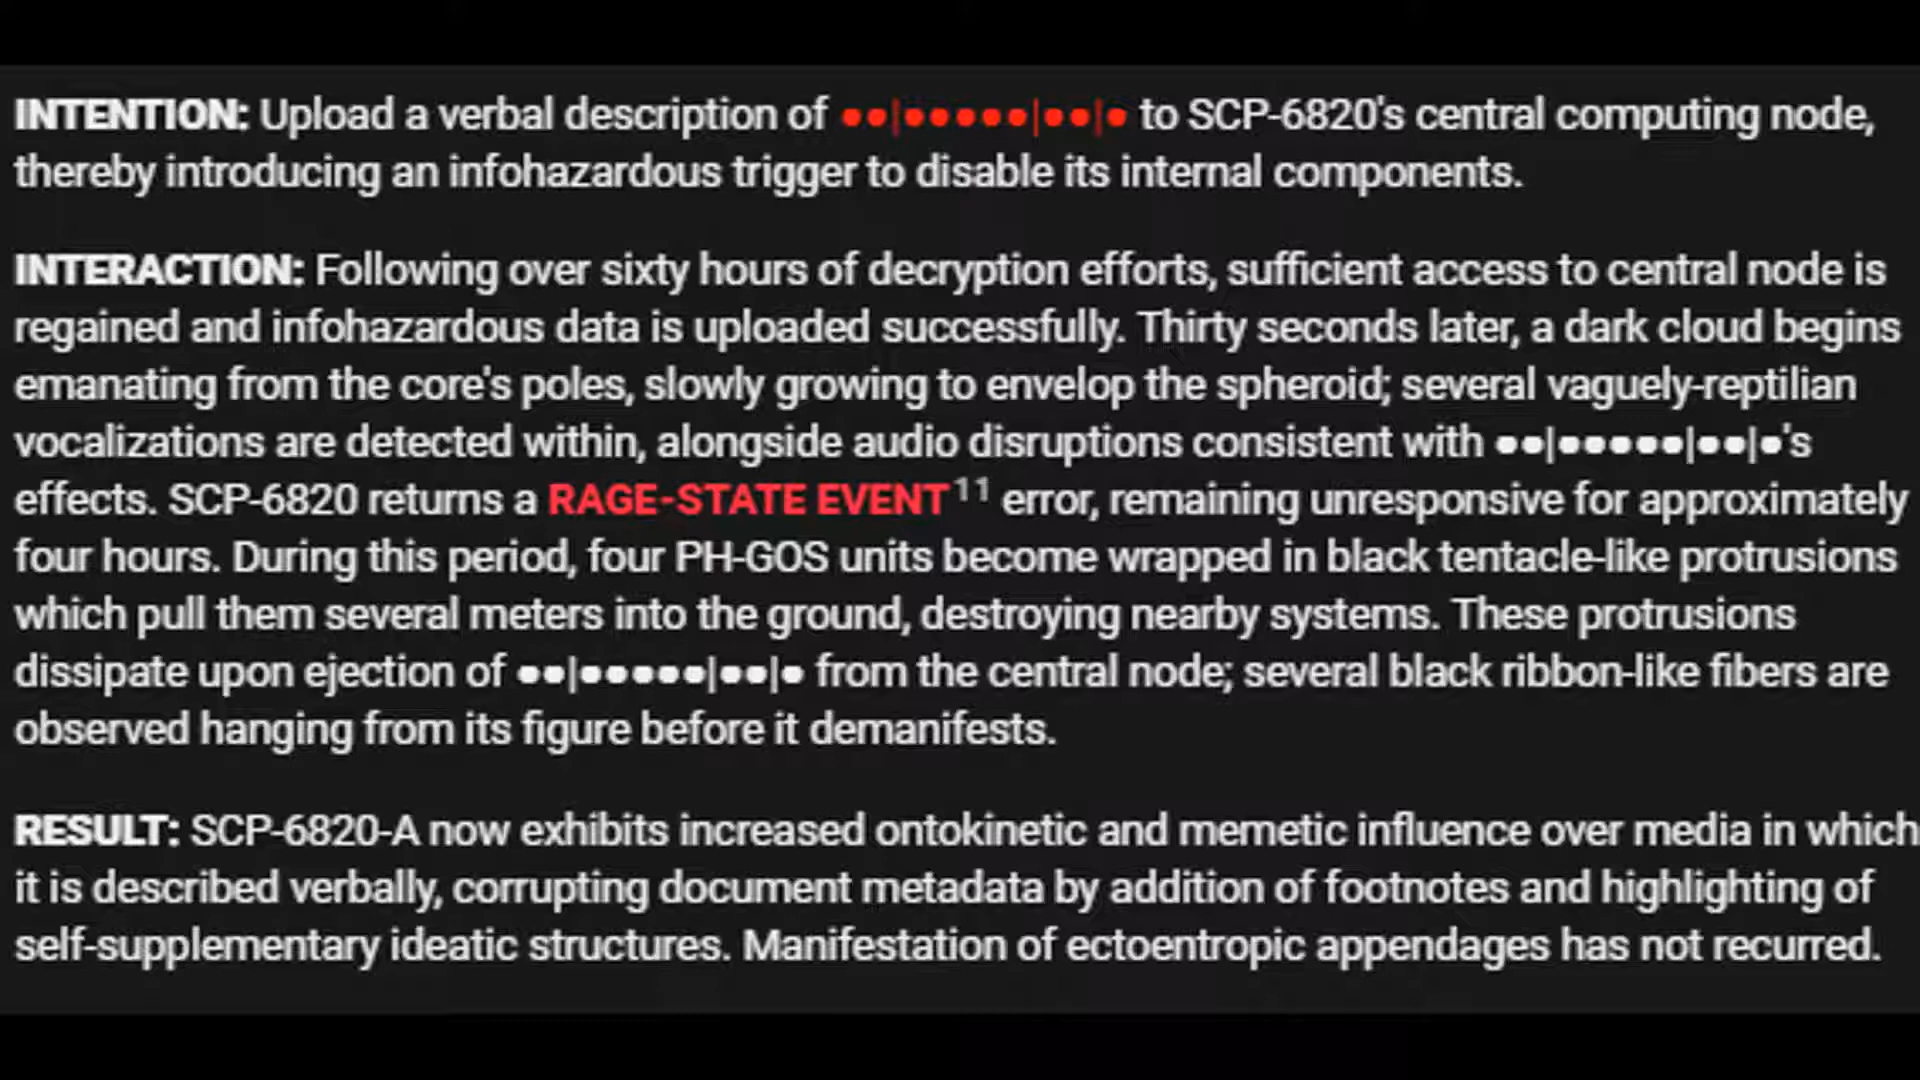 INTENTION: Upload a verbal description of ●●|●●●●●|●●|● to SCP-6820's central computing node,
thereby introducing an infohazardous trigger to disable its internal components.
INTERACTION: Following over sixty hours of decryption efforts, sufficient access to central node is
regained and infohazardous data is uploaded successfully. Thirty seconds later, a dark cloud begins
emanating from the core's poles, slowly growing to envelop the spheroid; several vaguely-reptilian
vocalizations are detected within, alongside audio disruptions consistent with ●●|●●●●●|●●|●'s
effects. SCP-6820 returns a RAGE-STATE EVENT11 error, remaining unresponsive for approximately
four hours. During this period, four PH-GOS units become wrapped in black tentacle-like protrusions
which pull them several meters into the ground, destroying nearby systems. These protrusions
dissipate upon ejection of ●●|●●●●●|●●|● from the central node; several black ribbon-like fibers are
observed hanging from its figure before it demanifests.
RESULT: SCP-6820-A now exhibits increased ontokinetic and memetic influence over media in which
it is described verbally, corrupting document metadata by addition of footnotes and highlighting of
self-supplementary ideatic structures. Manifestation of ectoentropic appendages has not recurred.